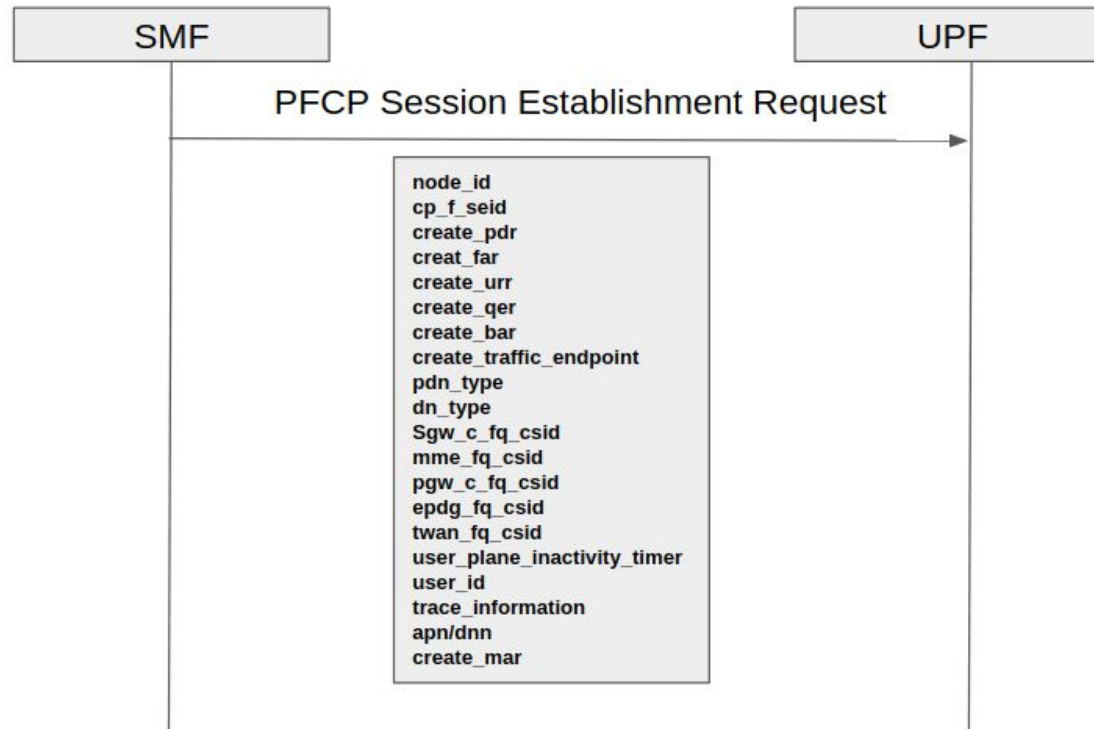 SMF
UPF
PFCP Session Establishment Request
node_id
cp_f_seid
create_pdr
creat_far
create_urr
create_qer
create_bar
create_traffic_endpoint
pdn_type
dn_type
Sgw_c_fq_csid
mme_fq_csid
pgw_c_fq_csid
epdg_fq_csid
twan_fq_csid
user_plane_inactivity_timer
user_id
trace_information
apn/dnn
create_mar